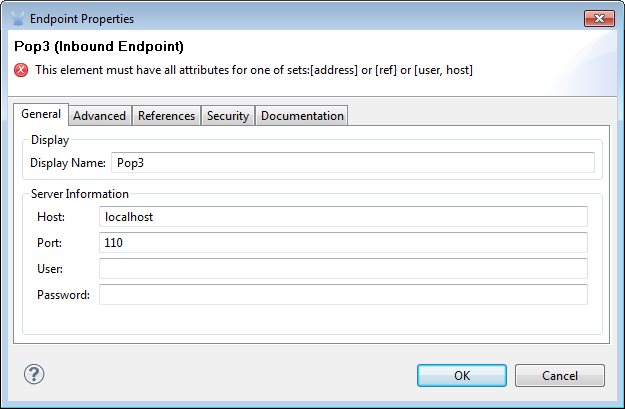 Endpoint Properties
Pop3 (Inbound Endpoint)
This element must have all attributes for one of sets:[address] or [ref] or [user, host]
General Advanced References Security Documentation
Display
Display Name: Pop3
Server Information
Host: localhost
Port: 110
User:
Password:
? OK Cancel